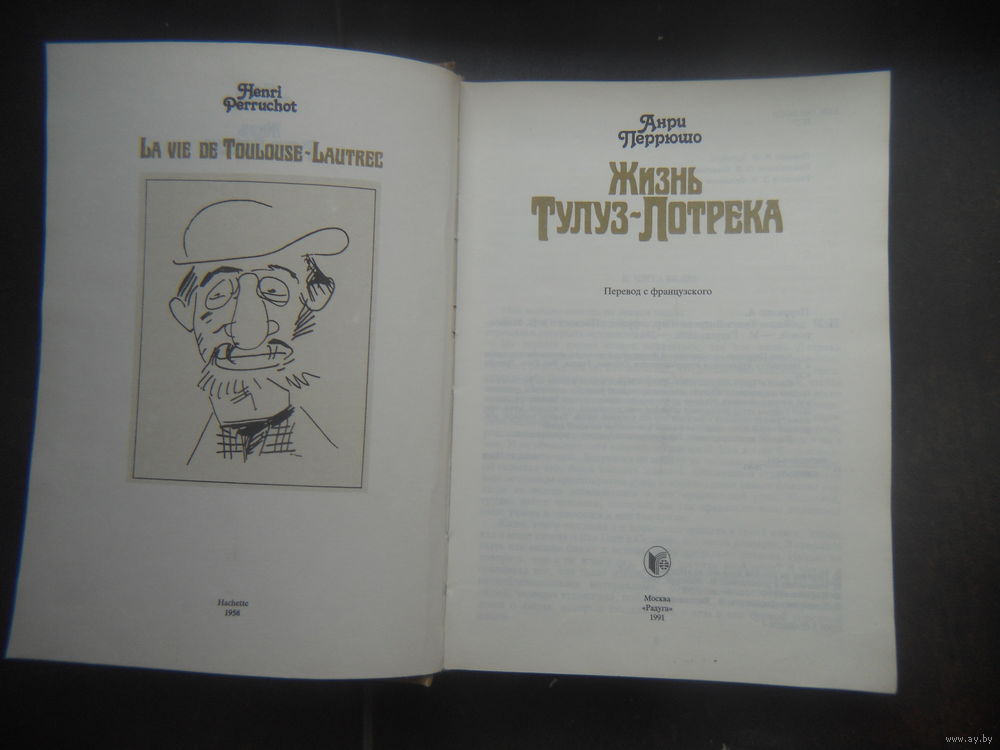 Henri
Perruchot
LA VIE DE TOULOUSE-LAUTREC
Hachette
1958
Анри
Перрюшо
ЖИЗНЬ
ТУЛУЗ-ЛОТРЕКА
Перевод с французского
Москва
«Радуга»
1991
www.ay.by